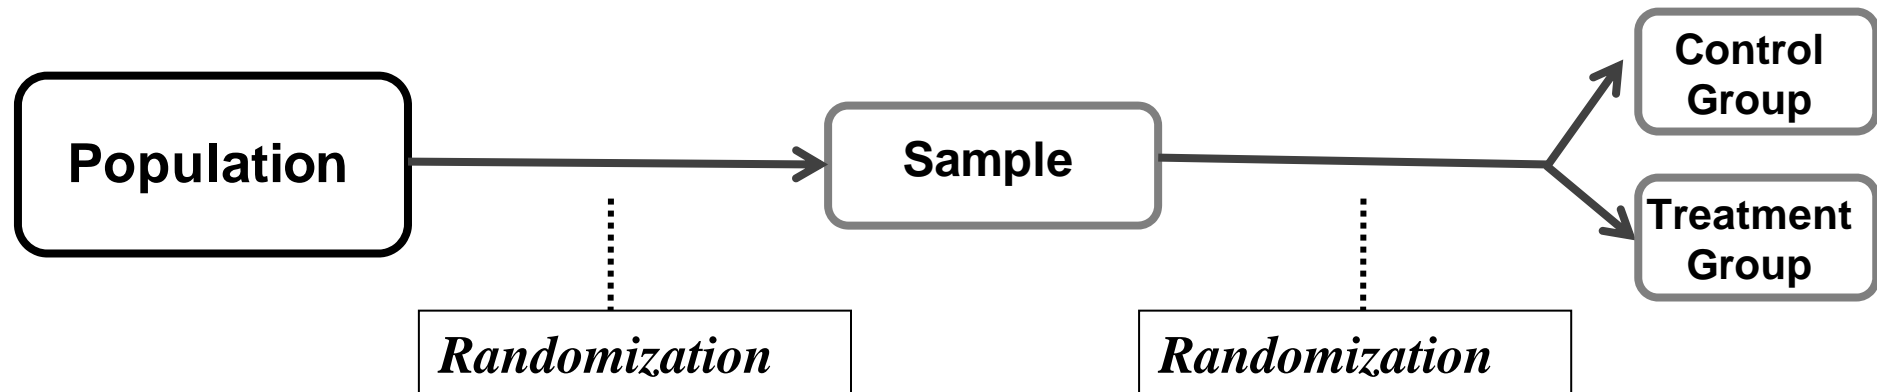 Population
Sample
Control
Group
Treatment
Group
Randomization
Randomization